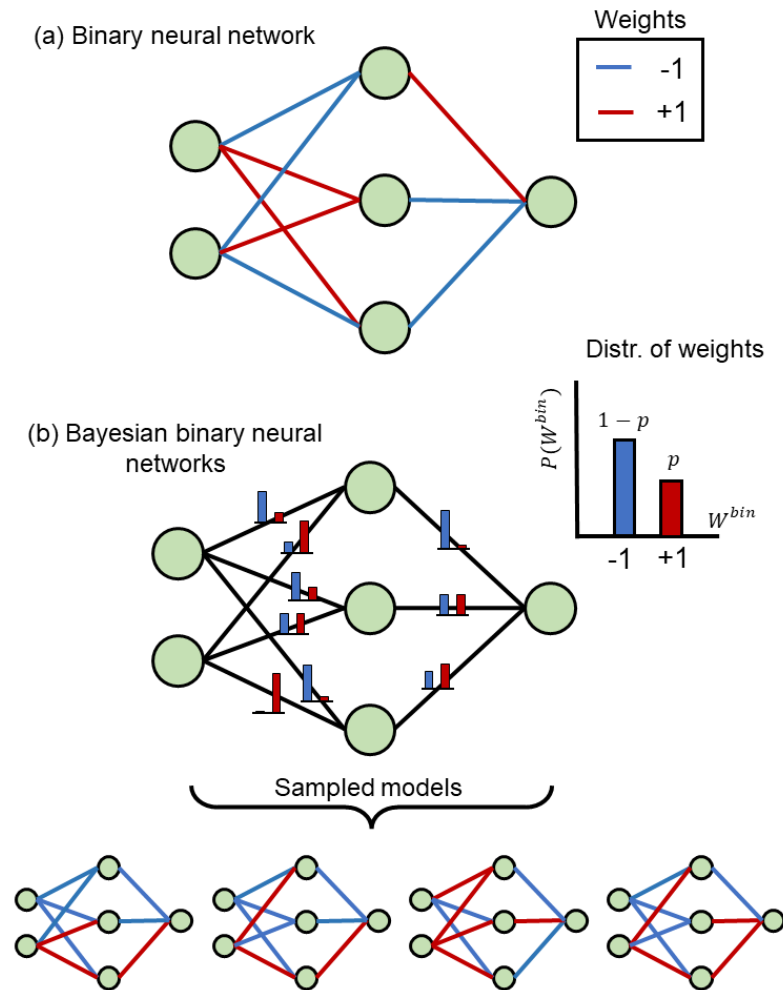 (a) Binary neural network
Weights
-1
+1
Distr. of weights
P(W^{bin})
1 − p
p
W^{bin}
-1 +1
(b) Bayesian binary neural
networks
Sampled models